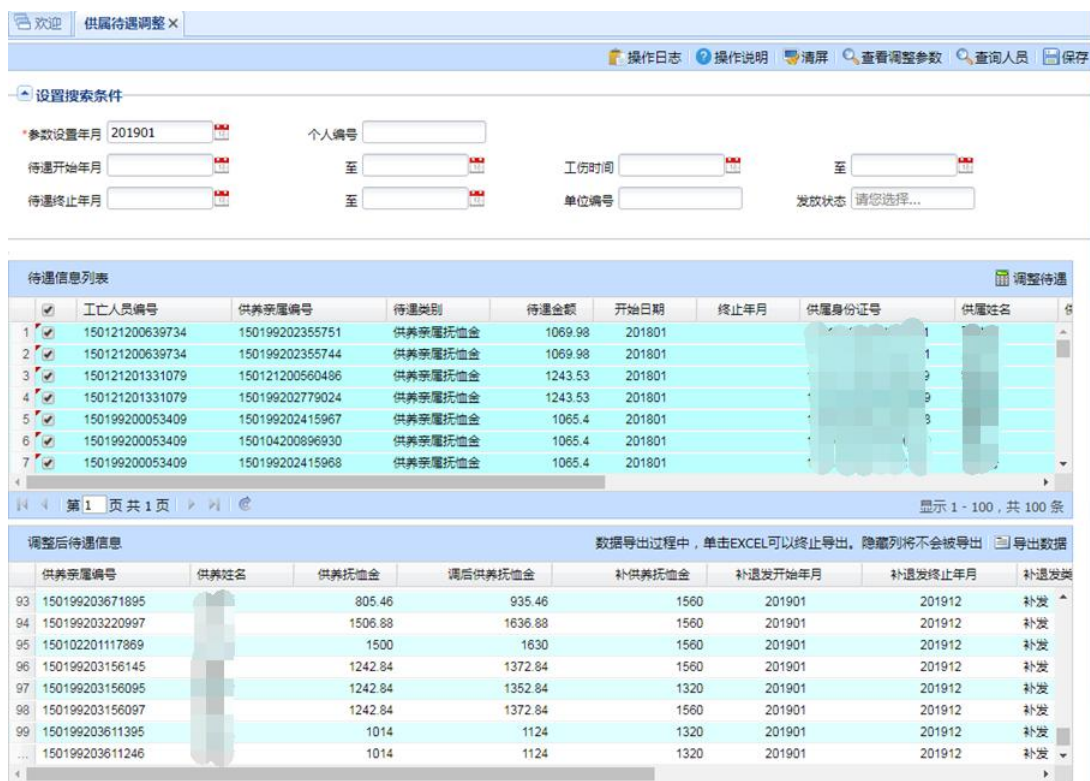 欢迎 供属待遇调整 ×
操作日志 操作说明 清屏 查看调整参数 查询人员 保存
设置搜索条件
*参数设置年月 201901 个人编号
待遇开始年月 至 工伤时间 至
待遇终止年月 至 单位编号 发放状态 请您选择...
待遇信息列表 调整待遇
工亡人员编号 供养亲属编号 待遇类别 待遇金额 开始日期 终止年月 供属身份证号 供属姓名
1 150121200639734 150199202355751 供养亲属抚恤金 1069.98 201801 1
2 150121200639734 150199202355744 供养亲属抚恤金 1069.98 201801 1
3 150121201331079 150121200560486 供养亲属抚恤金 1243.53 201801
4 150121201331079 150199202779024 供养亲属抚恤金 1243.53 201801
5 150199200053409 150199202415967 供养亲属抚恤金 1065.4 201801
6 150199200053409 150104200896930 供养亲属抚恤金 1065.4 201801
7 150199200053409 150199202415968 供养亲属抚恤金 1065.4 201801
第 1 页 共 1 页 显示 1 - 100，共 100 条
调整后待遇信息 数据导出过程中，单击EXCEL可以终止导出。隐藏列将不会被导出 导出数据
供养亲属编号 供养姓名 供养抚恤金 调后供养抚恤金 补供养抚恤金 补退发开始年月 补退发终止年月 补退发类
93 150199203671895 805.46 935.46 1560 201901 201912 补发
94 150199203220997 1506.88 1636.88 1560 201901 201912 补发
95 150102201117869 1500 1630 1560 201901 201912 补发
96 150199203156145 1242.84 1372.84 1560 201901 201912 补发
97 150199203156095 1242.84 1352.84 1320 201901 201912 补发
98 150199203156097 1242.84 1372.84 1560 201901 201912 补发
99 150199203611395 1014 1124 1320 201901 201912 补发
... 150199203611246 1014 1124 1320 201901 201912 补发